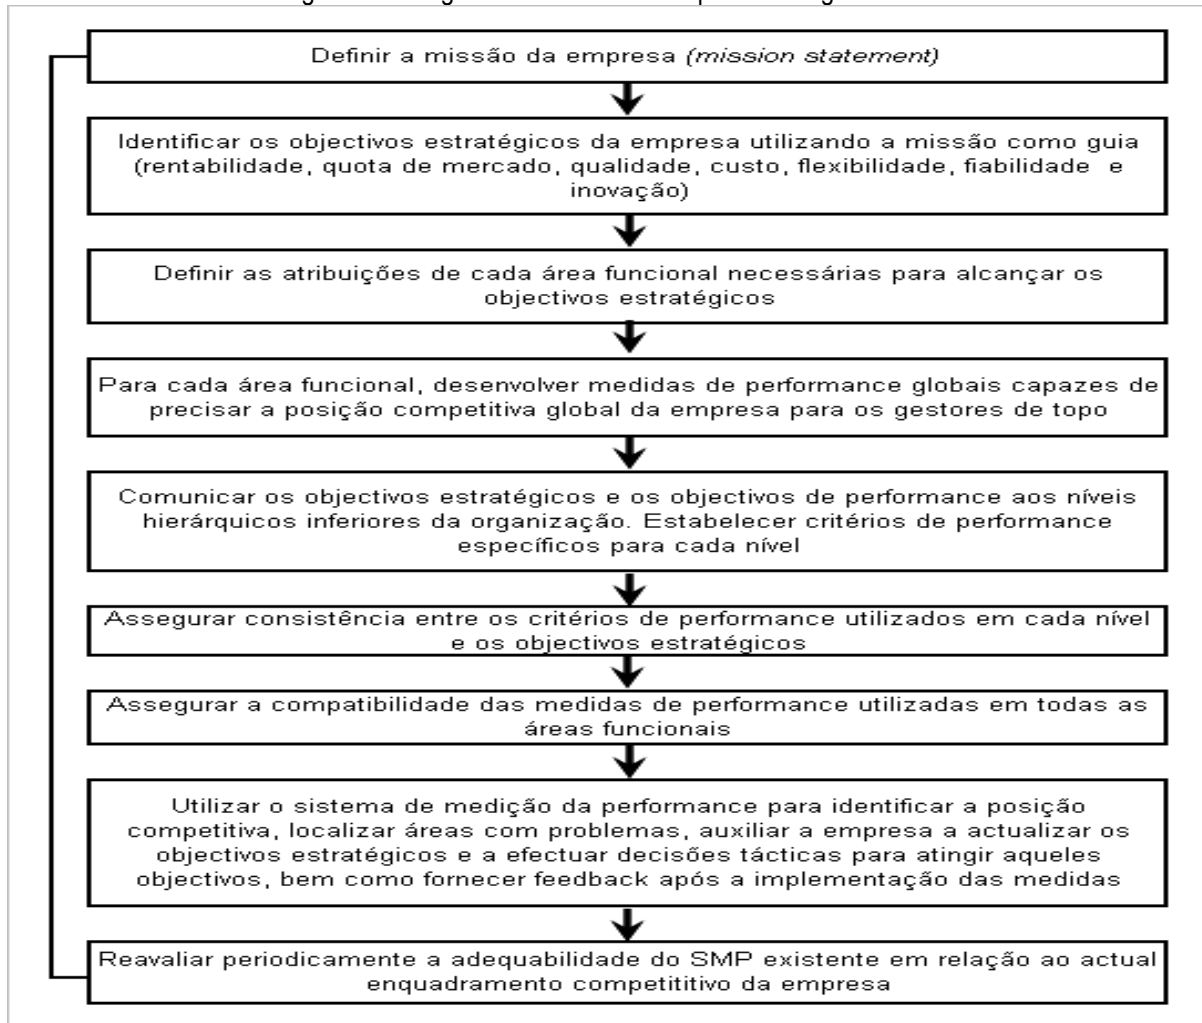 Definir a missão da empresa (mission statement)
Identificar os objectivos estratégicos da empresa utilizando a missão como guia
(rentabilidade, quota de mercado, qualidade, custo, flexibilidade, fiabilidade e
inovação)
Definir as atribuições de cada área funcional necessárias para alcançar os
objectivos estratégicos
Para cada área funcional, desenvolver medidas de performance globais capazes de
precisar a posição competitiva global da empresa para os gestores de topo
Comunicar os objectivos estratégicos e os objectivos de performance aos níveis
hierárquicos inferiores da organização. Estabelecer critérios de performance
específicos para cada nível
Assegurar consistência entre os critérios de performance utilizados em cada nível
e os objectivos estratégicos
Assegurar a compatibilidade das medidas de performance utilizadas em todas as
áreas funcionais
Utilizar o sistema de medição da performance para identificar a posição
competitiva, localizar áreas com problemas, auxiliar a empresa a actualizar os
objectivos estratégicos e a efectuar decisões tácticas para atingir aqueles
objectivos, bem como fornecer feedback após a implementação das medidas
Reavaliar periodicamente a adequabilidade do SMP existente em relação ao actual
enquadramento competititivo da empresa